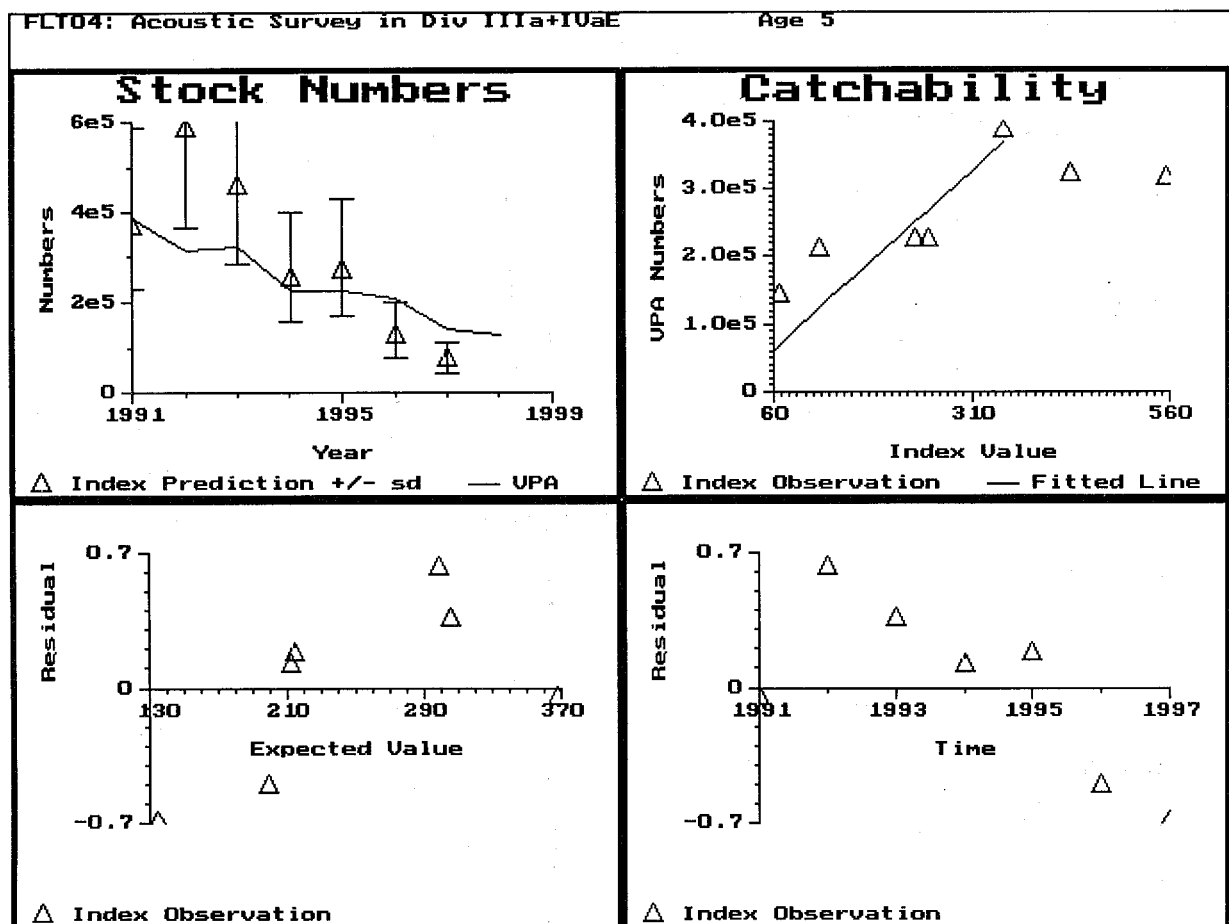 FLT04: Acoustic Survey in Div IIIa+IVaE Age 5
Stock Numbers
6e5
4e5
2e5
0
Numbers
1991 1995 1999
Year
Index Prediction +/- sd VPA
Catchability
4.0e5
3.0e5
2.0e5
1.0e5
0
VPA Numbers
60 310 560
Index Value
Index Observation Fitted Line
0.7
0
-0.7
Residual
130 210 290 370
Expected Value
Index Observation
0.7
0
-0.7
Residual
1991 1993 1995 1997
Time
Index Observation